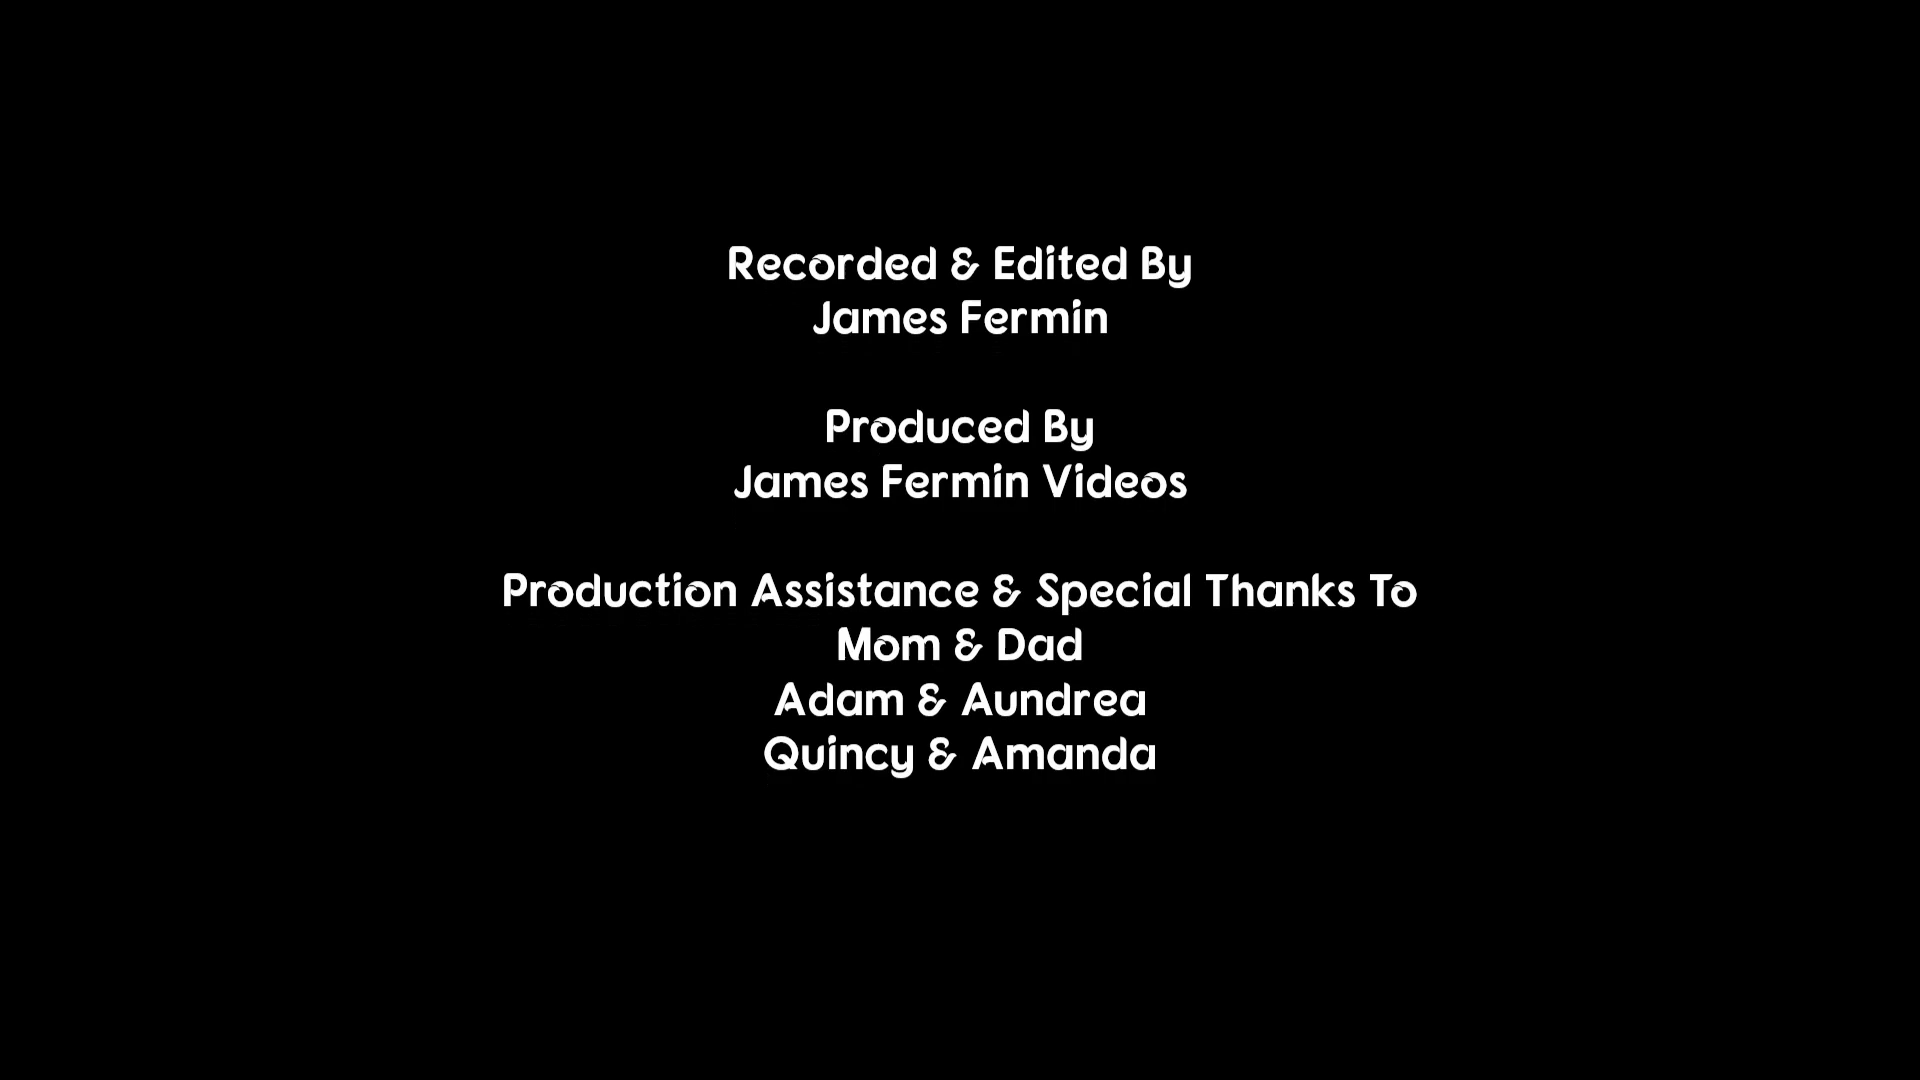 Recorded & Edited By
James Fermin
Produced By
James Fermin Videos
Production Assistance & Special Thanks To
Mom & Dad
Adam & Aundrea
Quincy & Amanda